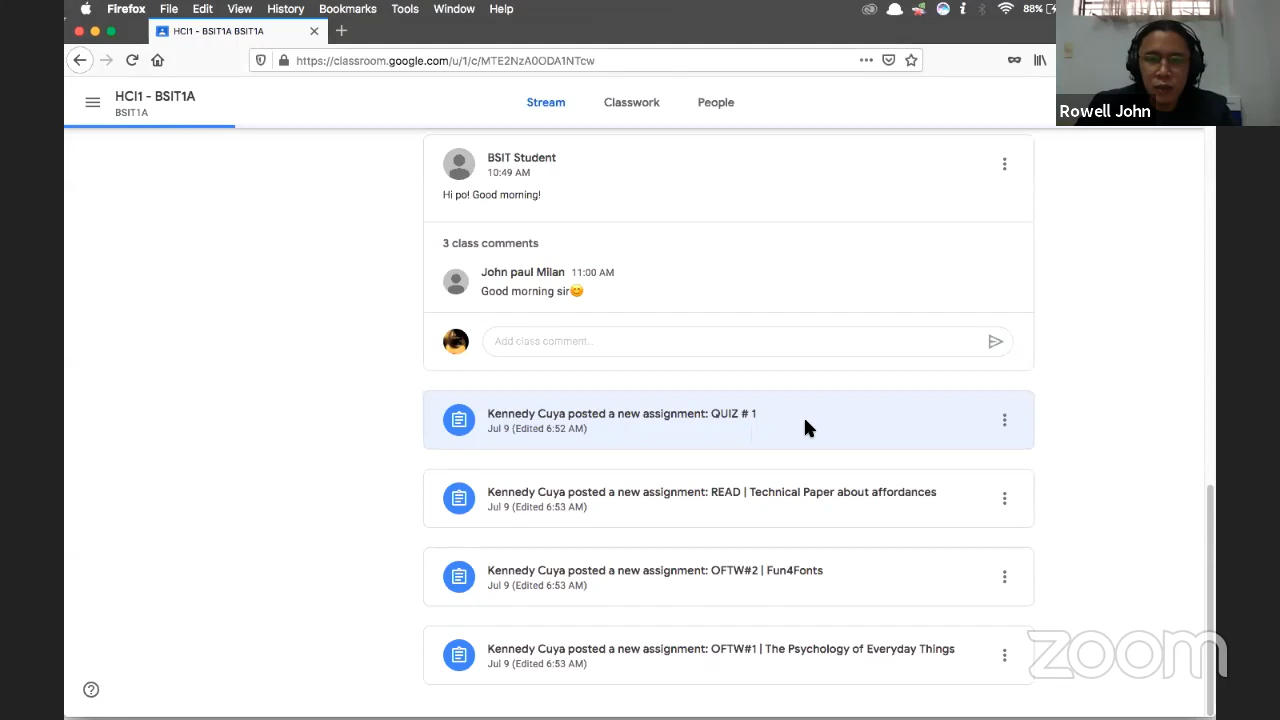 Firefox File Edit View History Bookmarks Tools Window Help
88%
HCI1 - BSIT1A BSIT1A
https://classroom.google.com/u/1/c/MTE2NzA0ODA1NTcw
HCI1 - BSIT1A
BSIT1A
Stream Classwork People
Rowell John
BSIT Student
10:49 AM
Hi po! Good morning!
3 class comments
John paul Milan 11:00 AM
Good morning sir😊
Add class comment...
Kennedy Cuya posted a new assignment: QUIZ # 1
Jul 9 (Edited 6:52 AM)
Kennedy Cuya posted a new assignment: READ | Technical Paper about affordances
Jul 9 (Edited 6:53 AM)
Kennedy Cuya posted a new assignment: OFTW#2 | Fun4Fonts
Jul 9 (Edited 6:53 AM)
Kennedy Cuya posted a new assignment: OFTW#1 | The Psychology of Everyday Things
Jul 9 (Edited 6:53 AM)
zoom